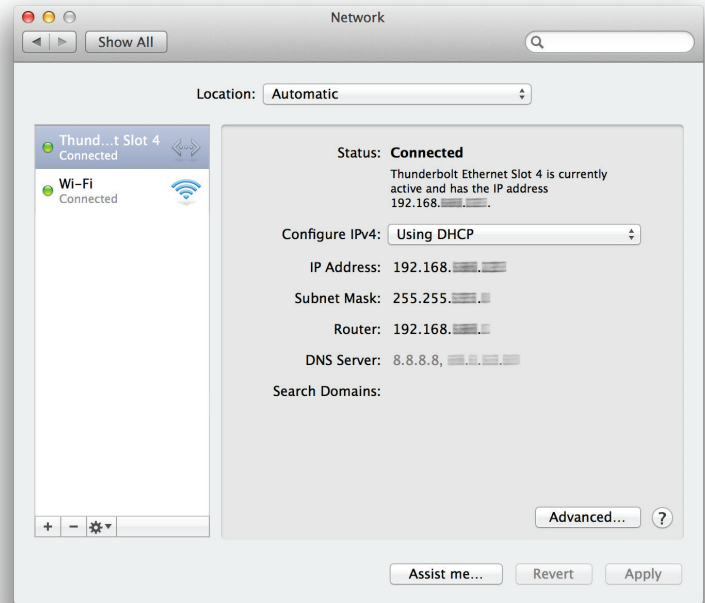 Network
Show All
Location: Automatic
Thund...t Slot 4
Connected
Wi-Fi
Connected
Status: Connected
Thunderbolt Ethernet Slot 4 is currently
active and has the IP address
192.168.
Configure IPv4: Using DHCP
IP Address: 192.168.
Subnet Mask: 255.255.
Router: 192.168.
DNS Server: 8.8.8.8,
Search Domains:
Advanced... ?
+ −
Assist me... Revert Apply